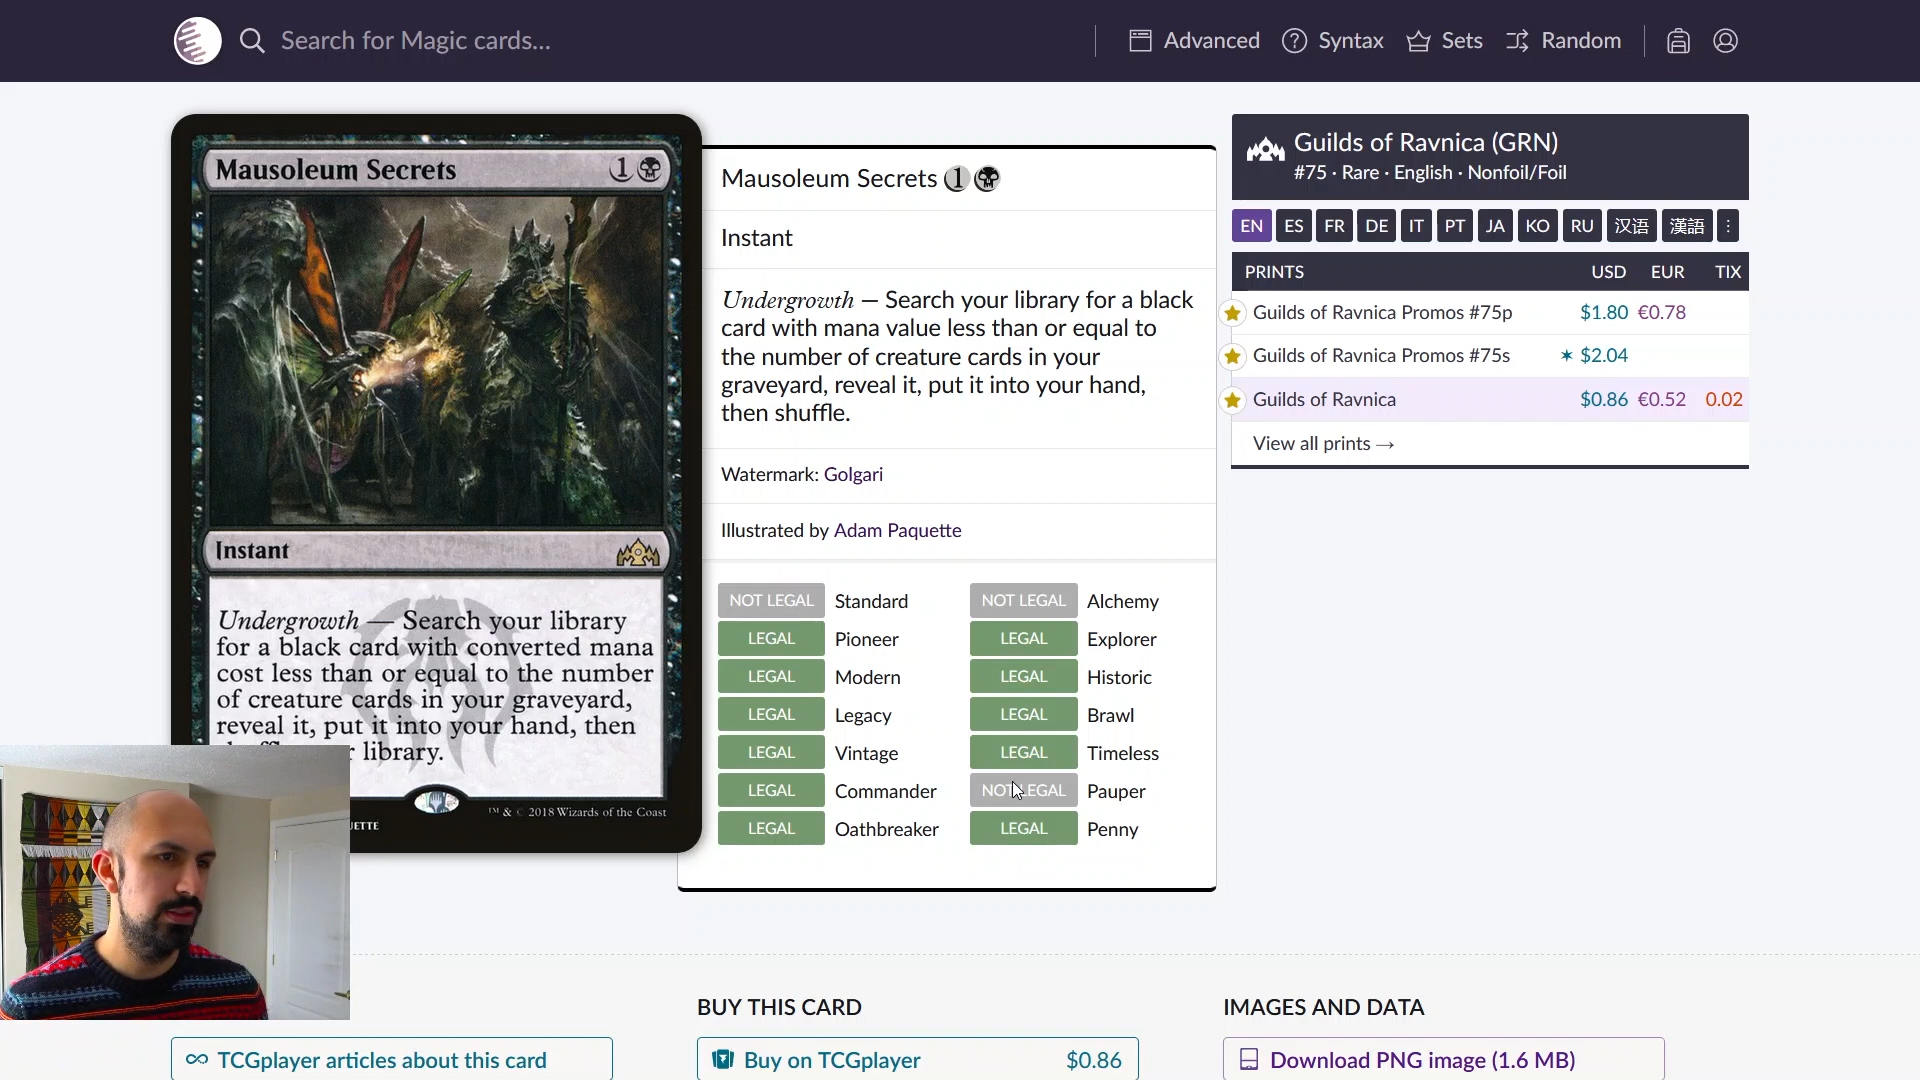 Search for Magic cards...
Advanced
Syntax
Sets
Random
Mausoleum Secrets 1
Instant
Undergrowth — Search your library
for a black card with converted mana
cost less than or equal to the number
of creature cards in your graveyard,
reveal it, put it into your hand, then
library.
™ & © 2018 Wizards of the Coast
Mausoleum Secrets 1
Instant
Undergrowth — Search your library for a black
card with mana value less than or equal to
the number of creature cards in your
graveyard, reveal it, put it into your hand,
then shuffle.
Watermark: Golgari
Illustrated by Adam Paquette
NOT LEGAL Standard NOT LEGAL Alchemy
LEGAL Pioneer LEGAL Explorer
LEGAL Modern LEGAL Historic
LEGAL Legacy LEGAL Brawl
LEGAL Vintage LEGAL Timeless
LEGAL Commander NOT LEGAL Pauper
LEGAL Oathbreaker LEGAL Penny
Guilds of Ravnica (GRN)
#75 · Rare · English · Nonfoil/Foil
EN ES FR DE IT PT JA KO RU 汉语 漢語
PRINTS USD EUR TIX
Guilds of Ravnica Promos #75p $1.80 €0.78
Guilds of Ravnica Promos #75s ✶ $2.04
Guilds of Ravnica $0.86 €0.52 0.02
View all prints →
TCGplayer articles about this card
BUY THIS CARD
Buy on TCGplayer $0.86
IMAGES AND DATA
Download PNG image (1.6 MB)